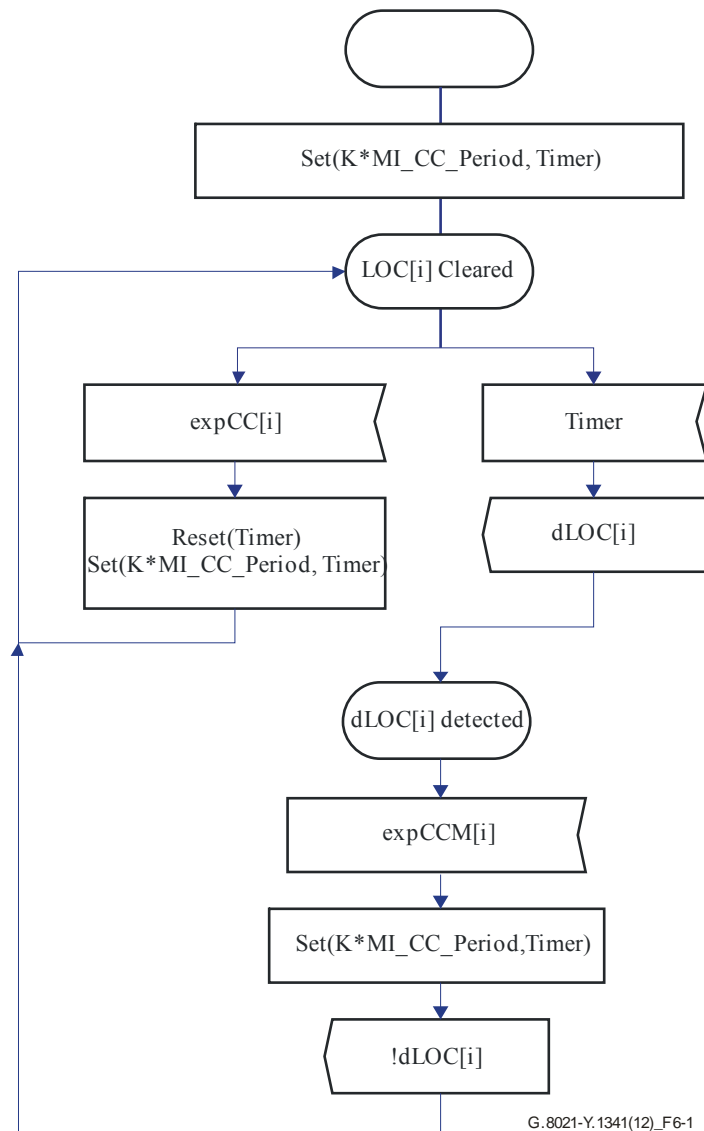 Set(K*MI_CC_Period, Timer)
LOC[i] Cleared
expCC[i]
Timer
Reset(Timer)
Set(K*MI_CC_Period, Timer)
dLOC[i]
dLOC[i] detected
expCCM[i]
Set(K*MI_CC_Period,Timer)
!dLOC[i]
G.8021-Y.1341(12)_F6-1